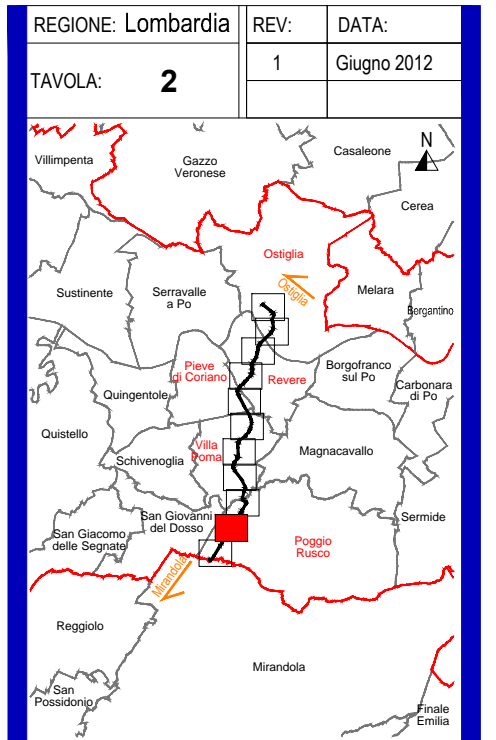 REGIONE: Lombardia
REV:
DATA:
TAVOLA: 2
1
Giugno 2012
N
Villimpenta
Gazzo
Veronese
Casaleone
Cerea
Ostiglia
Ostiglia
Sustinente
Serravalle
a Po
Melara
Bergantino
Pieve
di Coriano
Revere
Borgofranco
sul Po
Carbonara
di Po
Quingentole
Quistello
Schivenoglia
Villa
Poma
Magnacavallo
San Giovanni
del Dosso
Sermide
San Giacomo
delle Segnate
Poggio
Rusco
Mirandola
Reggiolo
Mirandola
San
Possidonio
Finale
Emilia